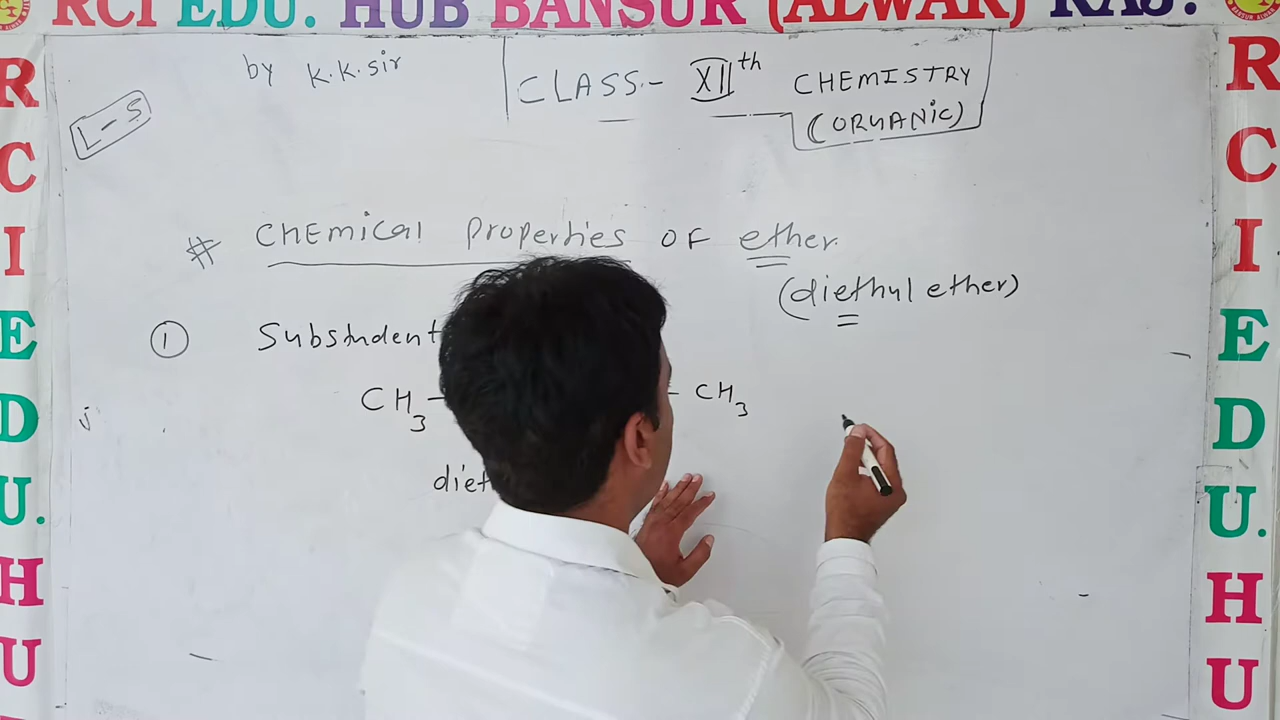 RCI EDU. HUB BANSUR (ALWAR) RAJ.
by K.K.sir
CLASS:- XIIth CHEMISTRY
(ORGANIC)
L-5
# CHEMical Properties OF ether.
(diethyl ether)
① Substudent
CH3- - CH3
diet
R C I E D U. H U
R C I E D U. H U